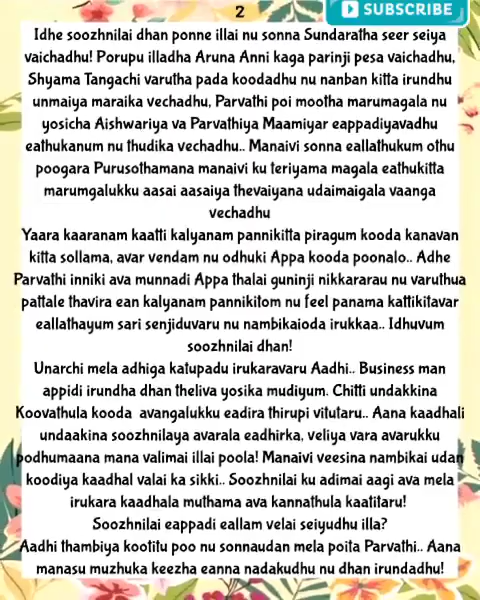 2
SUBSCRIBE
Idhe soozhnilai dhan ponne illai nu sonna Sundaratha seer seiya
vaichadhu! Porupu illadha Aruna Anni kaga parinji pesa vaichadhu,
Shyama Tangachi varutha pada koodadhu nu nanban kitta irundhu
unmaiya maraika vechadhu, Parvathi poi mootha marumagala nu
yosicha Aishwariya va Parvathiya Maamiyar eappadiyavadhu
eathukanum nu thudika vechadhu.. Manaivi sonna eallathukum othu
poogara Purusothamana manaivi ku teriyama magala eathukitta
marumgalukku aasai aasaiya thevaiyana udaimaigala vaanga
vechadhu
Yaara kaaranam kaatti kalyanam pannikitta piragum kooda kanavan
kitta sollama, avar vendam nu odhuki Appa kooda poonalo.. Adhe
Parvathi inniki ava munnadi Appa thalai guninji nikkararau nu varuthua
pattale thavira ean kalyanam pannikitom nu feel panama kattikitavar
eallathayum sari senjiduvaru nu nambikaioda irukkaa.. Idhuvum
soozhnilai dhan!
Unarchi mela adhiga katupadu irukaravaru Aadhi.. Business man
appidi irundha dhan theliva yosika mudiyum. Chitti undakkina
Koovathula kooda avangalukku eadira thirupi vitutaru.. Aana kaadhali
undaakina soozhnilaya avarala eadhirka, veliya vara avarukku
podhumaana mana valimai illai poola! Manaivi veesina nambikai udan
koodiya kaadhal valai ka sikki.. Soozhnilai ku adimai aagi ava mela
irukara kaadhala muthama ava kannathula kaatitaru!
Soozhnilai eappadi eallam velai seiyudhu illa?
Aadhi thambiya kootitu poo nu sonnaudan mela poita Parvathi.. Aana
manasu muzhuka keezha eanna nadakudhu nu dhan irundadhu!